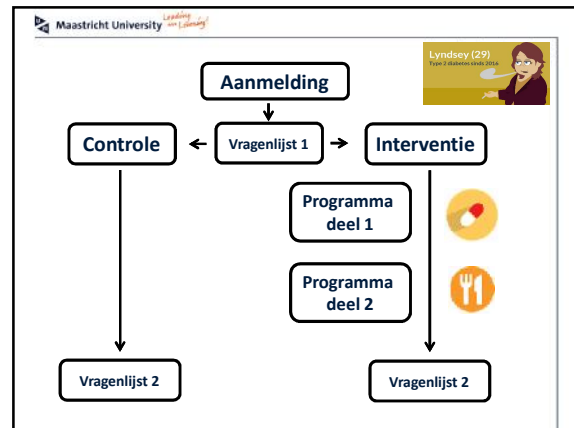 Maastricht University
Leading
in Learning!
Lyndsey (29)
Type 2 diabetes sinds 2016
Aanmelding
Controle
Vragenlijst 1
Interventie
Programma
deel 1
Programma
deel 2
Vragenlijst 2
Vragenlijst 2